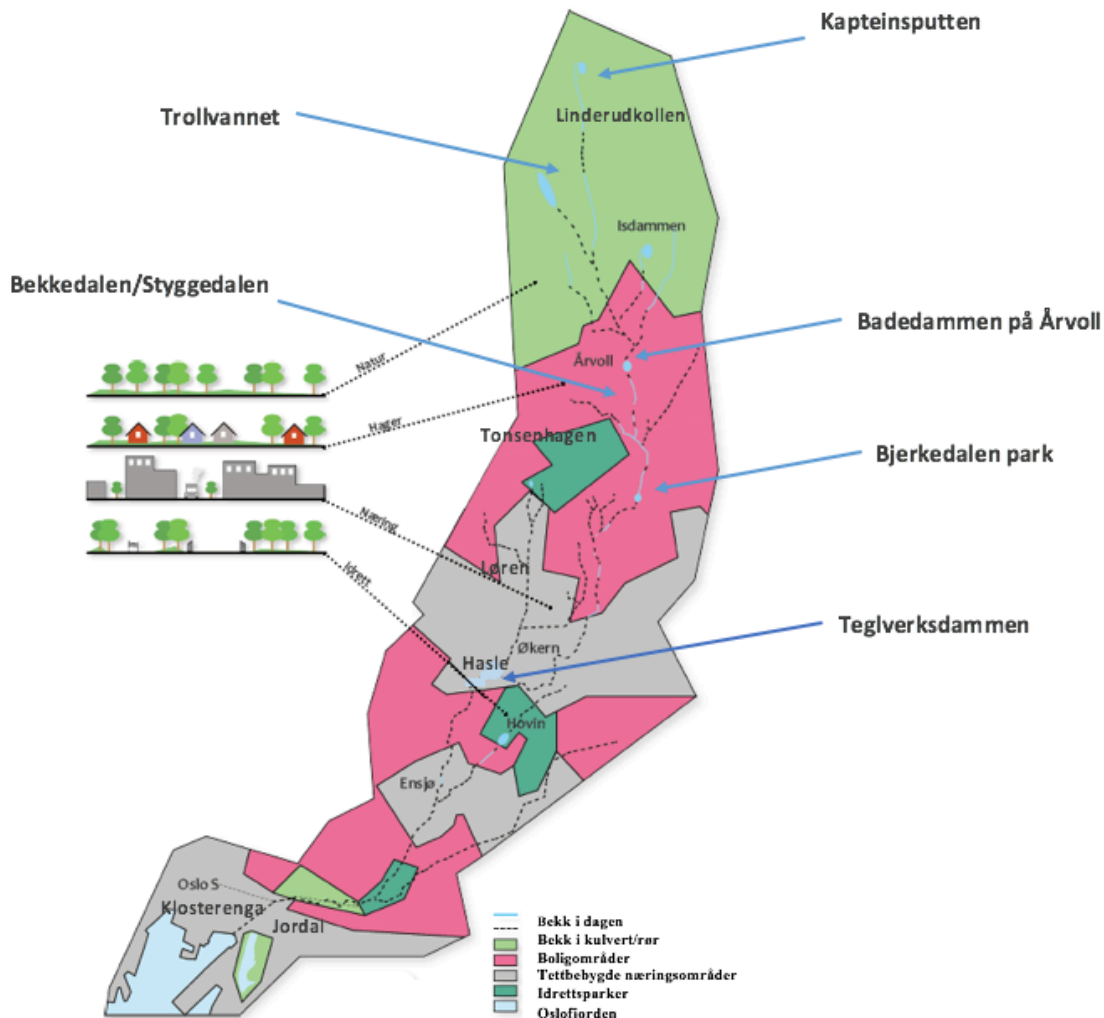 Kapteinsputten
Trollvannet
Linderudkollen
Isdammen
Bekkedalen/Styggedalen
Badedammen på Årvoll
Årvoll
Natur
Hager
Tonsenhagen
Bjerkedalen park
Næring
Løren
Idrett
Teglverksdammen
Økern
Hasle
Hovin
Ensjø
Oslo S
Klosterenga
Jordal
Bekk i dagen
Bekk i kulvert/rør
Boligområder
Tettbebygde næringsområder
Idrettsparker
Oslofjorden